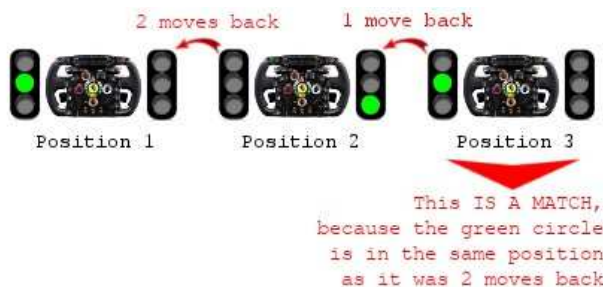 2 moves back
1 move back
Position 1
Position 2
Position 3
This IS A MATCH,
because the green circle
is in the same position
as it was 2 moves back